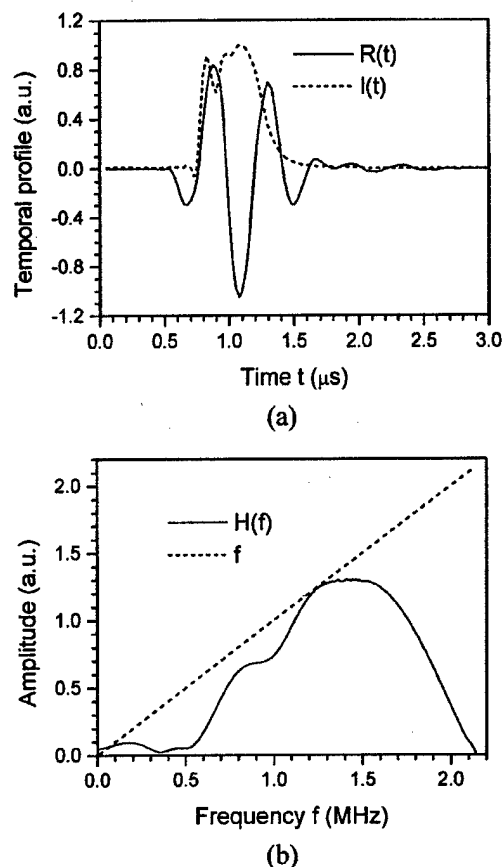 1.2
0.8
0.4
0.0
-0.4
-0.8
-1.2
Temporal profile (a.u.)
R(t)
I(t)
0.0 0.5 1.0 1.5 2.0 2.5 3.0
Time t (μs)
(a)
2.0
1.5
1.0
0.5
0.0
Amplitude (a.u.)
H(f)
f
0.0 0.5 1.0 1.5 2.0
Frequency f (MHz)
(b)